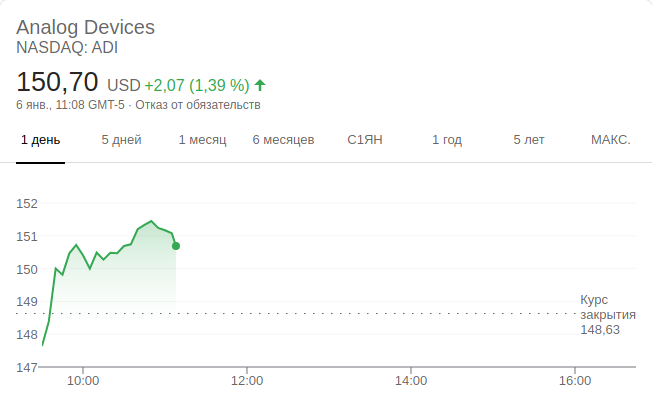 Analog Devices
NASDAQ: ADI
150,70 USD +2,07 (1,39 %)
6 янв., 11:08 GMT-5 · Отказ от обязательств
1 день 5 дней 1 месяц 6 месяцев С1ЯН 1 год 5 лет МАКС.
152
151
150
149
148
147
Курс
закрытия
148,63
10:00 12:00 14:00 16:00